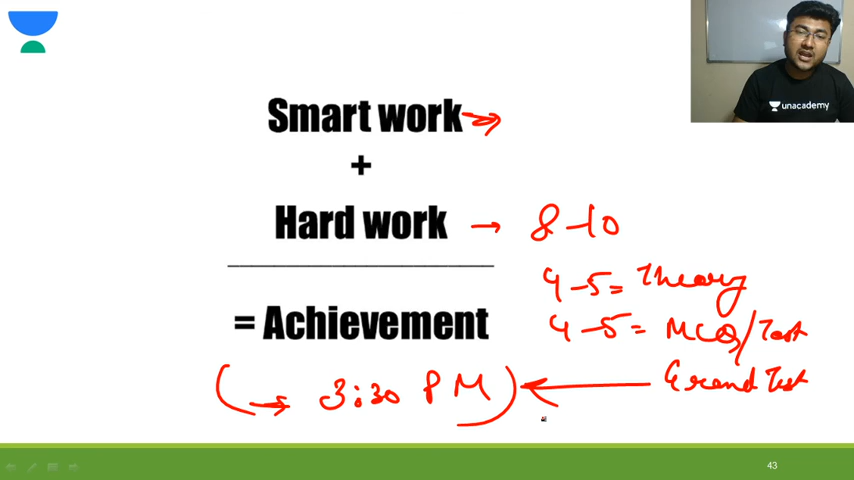 unacademy
Smart work
+
Hard work → 8-10
4-5= Theory
= Achievement
4-5= MCQ/Test
(→ 3:30 PM)
Grand Test
43